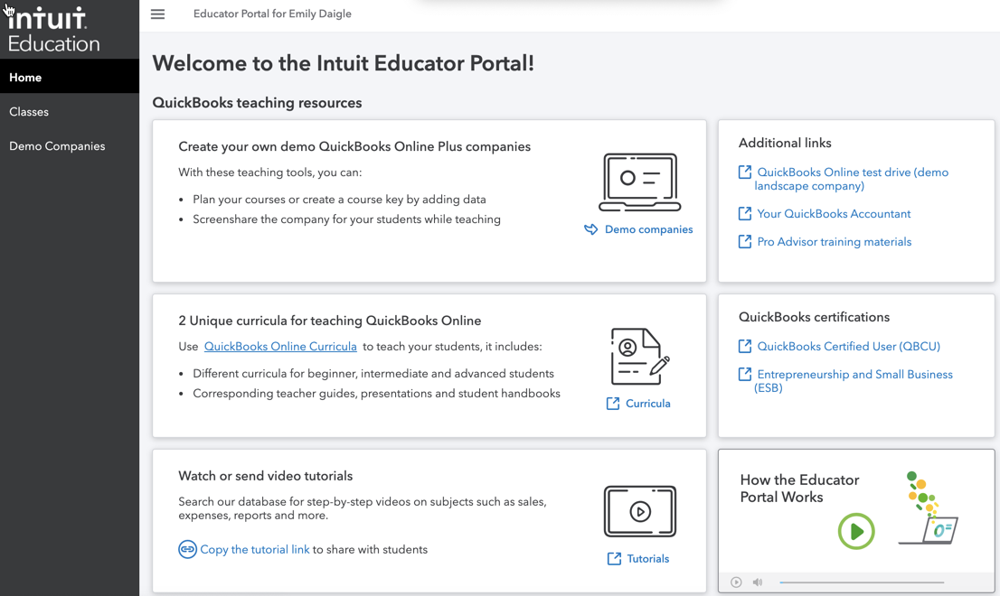 intuit.
Education
Home
Classes
Demo Companies
Educator Portal for Emily Daigle
Welcome to the Intuit Educator Portal!
QuickBooks teaching resources
Create your own demo QuickBooks Online Plus companies
With these teaching tools, you can:
• Plan your courses or create a course key by adding data
• Screenshare the company for your students while teaching
Demo companies
Additional links
QuickBooks Online test drive (demo
landscape company)
Your QuickBooks Accountant
Pro Advisor training materials
2 Unique curricula for teaching QuickBooks Online
Use QuickBooks Online Curricula to teach your students, it includes:
• Different curricula for beginner, intermediate and advanced students
• Corresponding teacher guides, presentations and student handbooks
Curricula
QuickBooks certifications
QuickBooks Certified User (QBCU)
Entrepreneurship and Small Business
(ESB)
Watch or send video tutorials
Search our database for step-by-step videos on subjects such as sales,
expenses, reports and more.
Copy the tutorial link to share with students
Tutorials
How the Educator
Portal Works